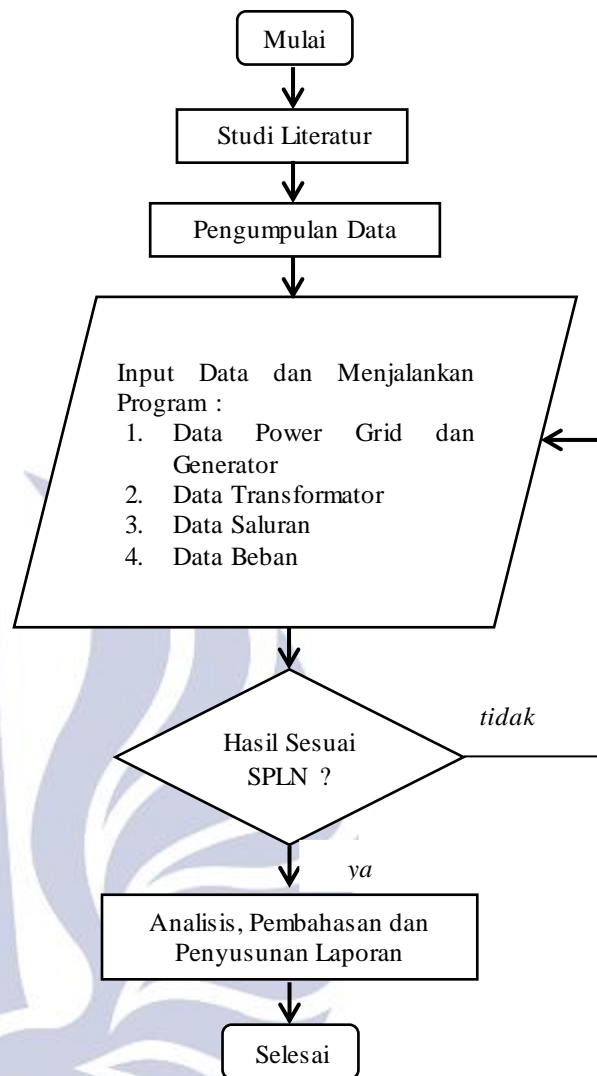 Mulai
Studi Literatur
Pengumpulan Data
Input Data dan Menjalankan
Program :
1. Data Power Grid dan
Generator
2. Data Transformator
3. Data Saluran
4. Data Beban
Hasil Sesuai
SPLN ?
tidak
ya
Analisis, Pembahasan dan
Penyusunan Laporan
Selesai